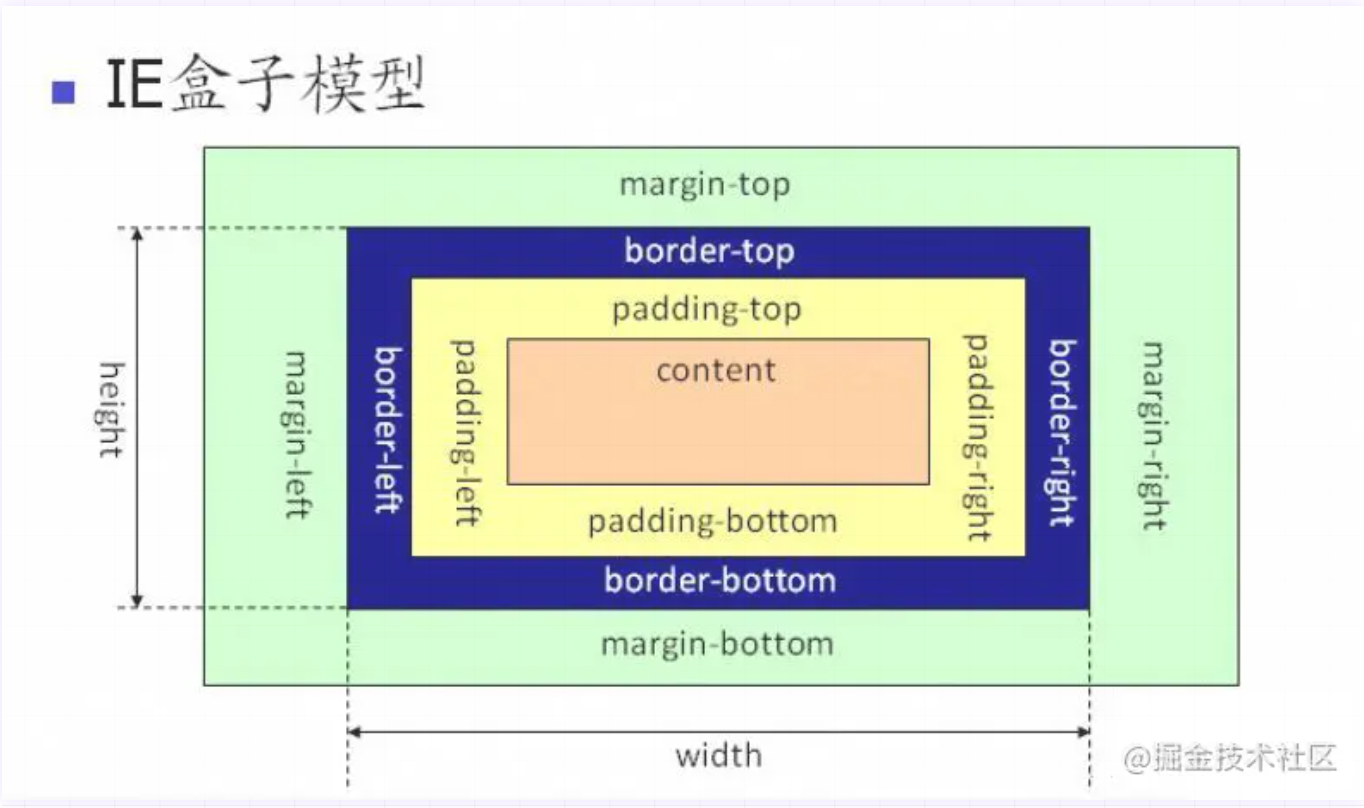 IE盒子模型
margin-top
border-top
padding-top
content
height
margin-left
border-left
padding-left
padding-right
border-right
margin-right
padding-bottom
border-bottom
margin-bottom
width
@掘金技术社区